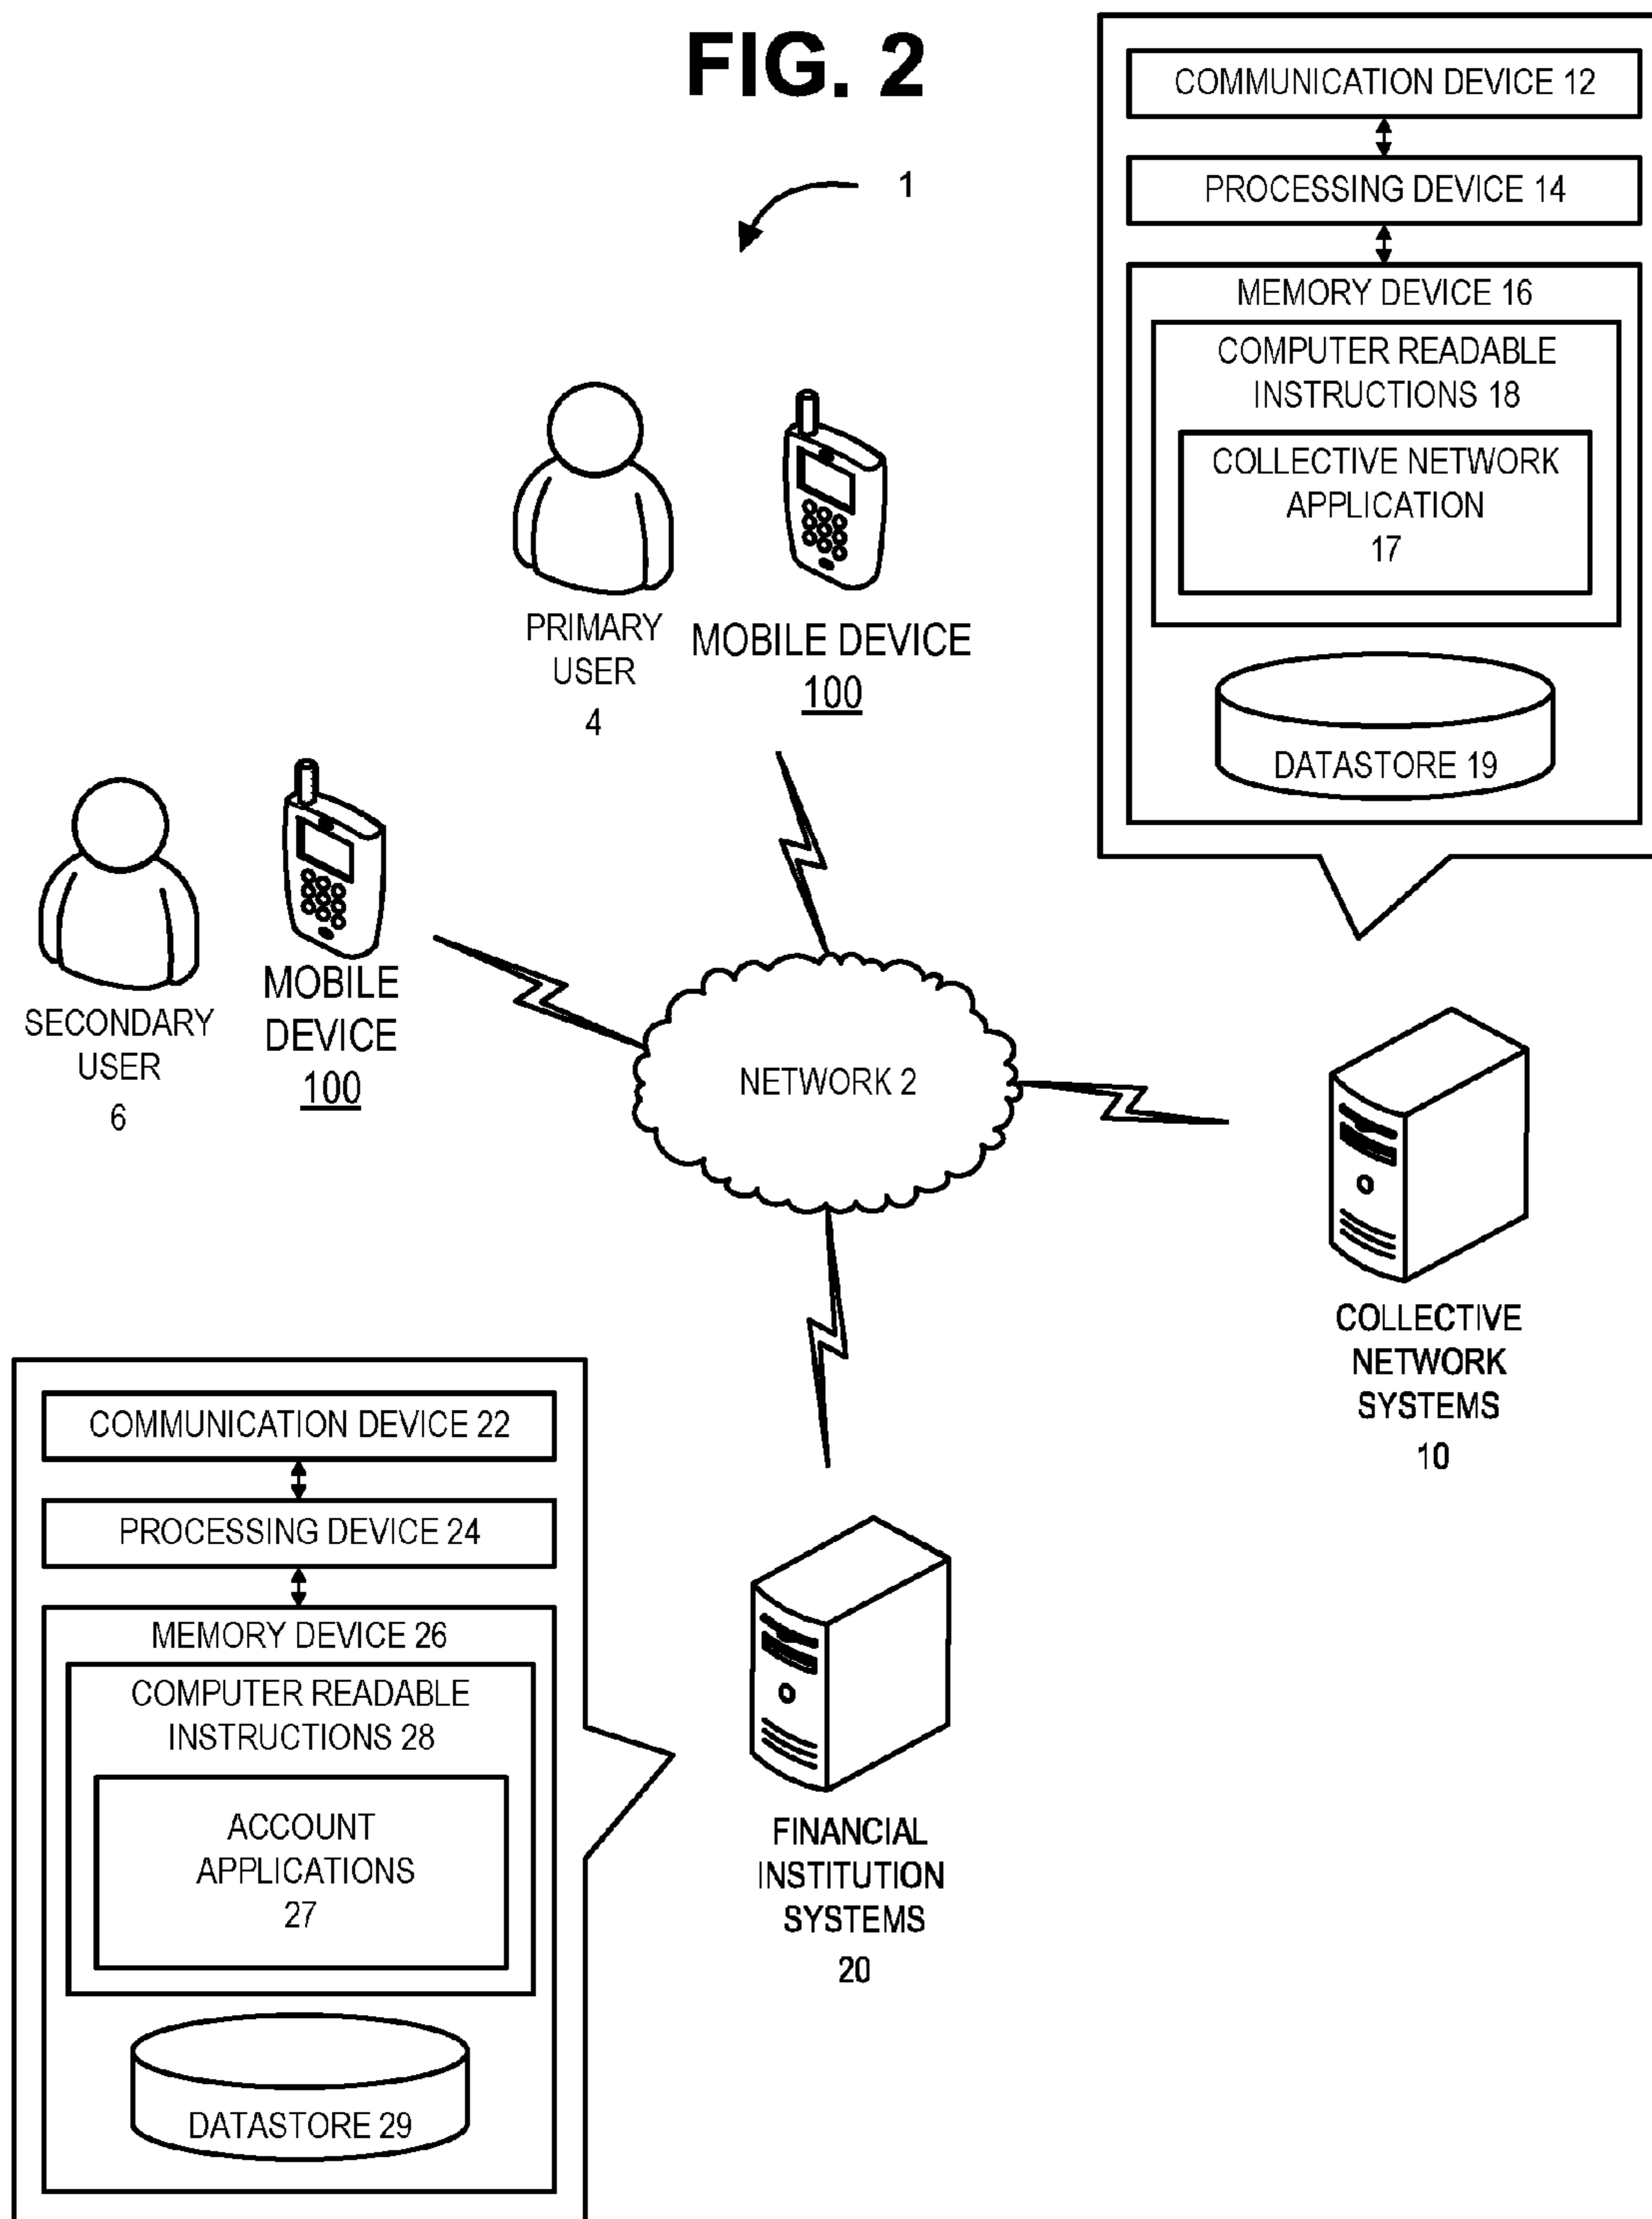 FIG. 2
1
COMMUNICATION DEVICE 12
PROCESSING DEVICE 14
MEMORY DEVICE 16
COMPUTER READABLE
INSTRUCTIONS 18
COLLECTIVE NETWORK
APPLICATION
17
DATASTORE 19
PRIMARY
USER
4
MOBILE DEVICE
100
SECONDARY
USER
6
MOBILE
DEVICE
100
NETWORK 2
COLLECTIVE
NETWORK
SYSTEMS
10
COMMUNICATION DEVICE 22
PROCESSING DEVICE 24
MEMORY DEVICE 26
COMPUTER READABLE
INSTRUCTIONS 28
ACCOUNT
APPLICATIONS
27
DATASTORE 29
FINANCIAL
INSTITUTION
SYSTEMS
20